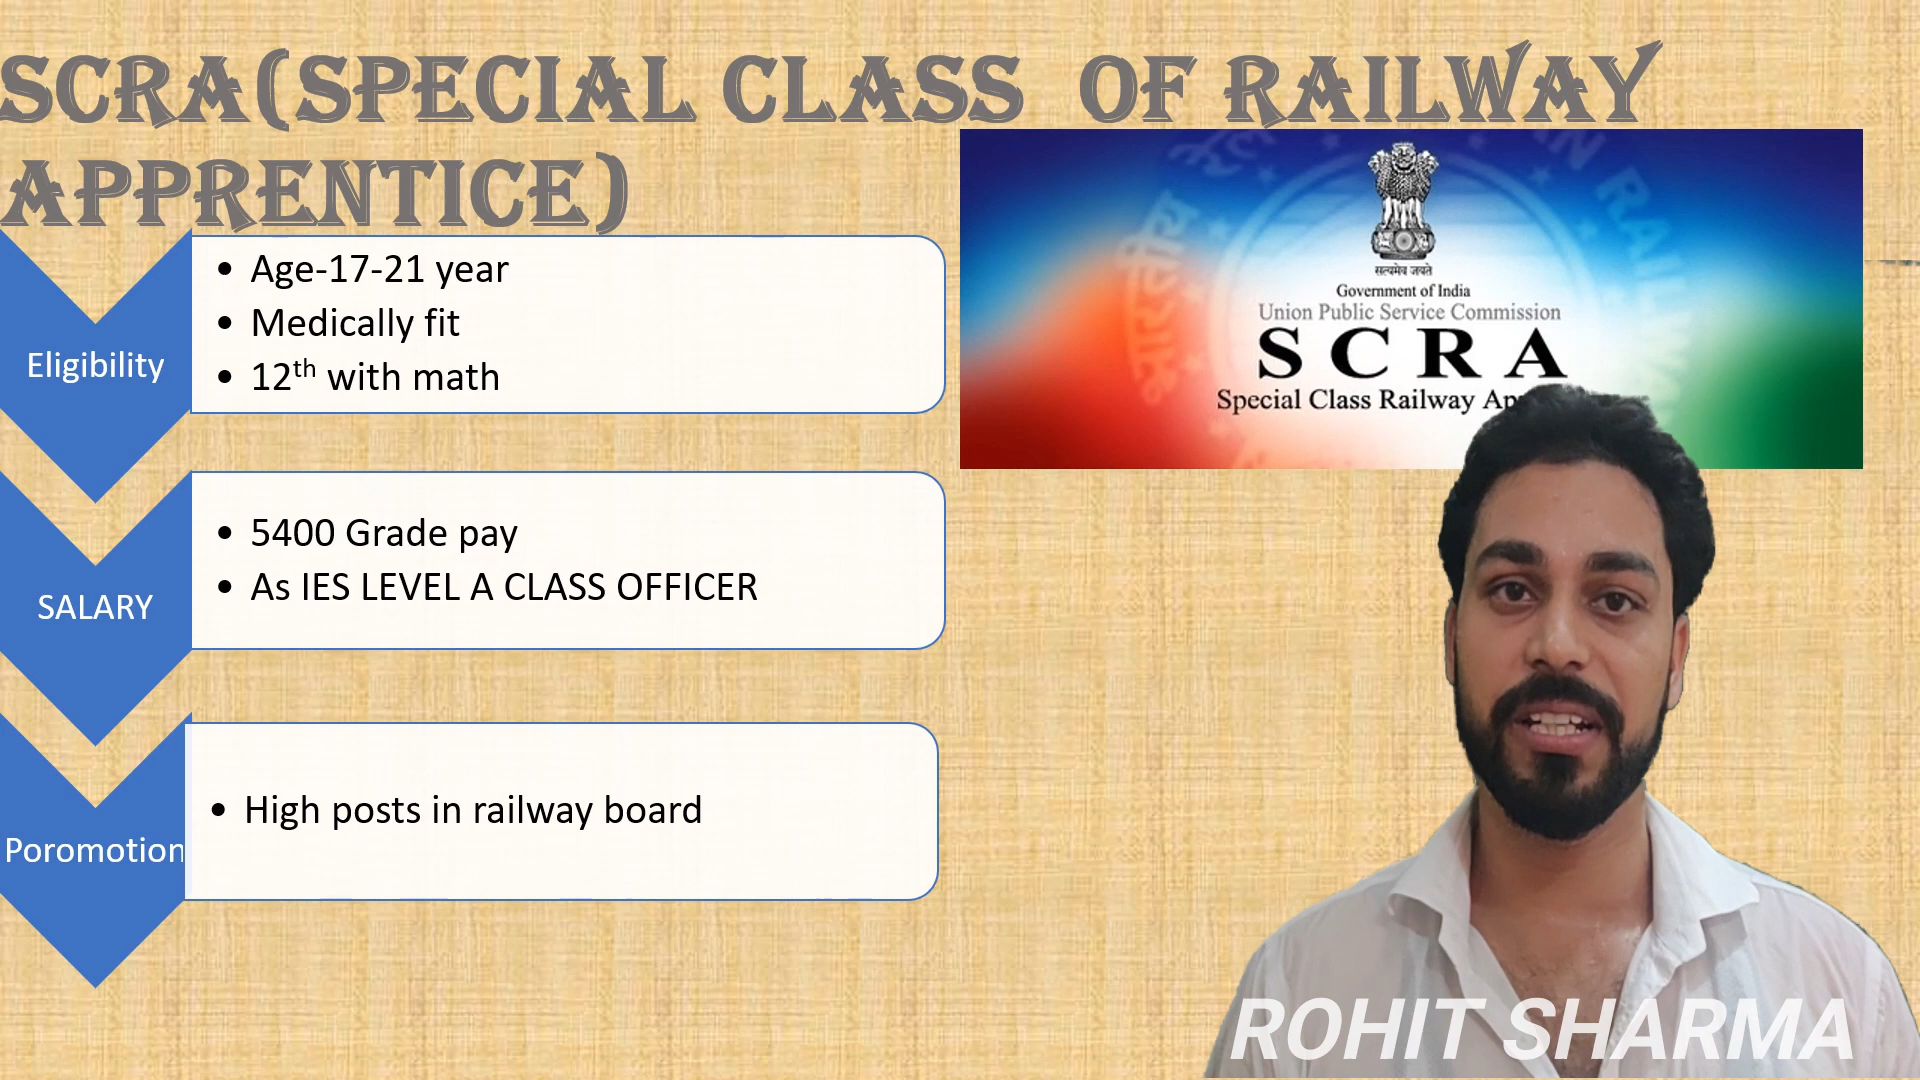 SCRA(SPECIAL CLASS OF RAILWAY
APPRENTICE)
Eligibility
• Age-17-21 year
• Medically fit
• 12th with math
SALARY
• 5400 Grade pay
• As IES LEVEL A CLASS OFFICER
Poromotion
• High posts in railway board
सत्यमेव जयते
Government of India
Union Public Service Commission
SCRA
Special Class Railway
भारतीय रेल
RAILWAY
ROHIT SHARMA